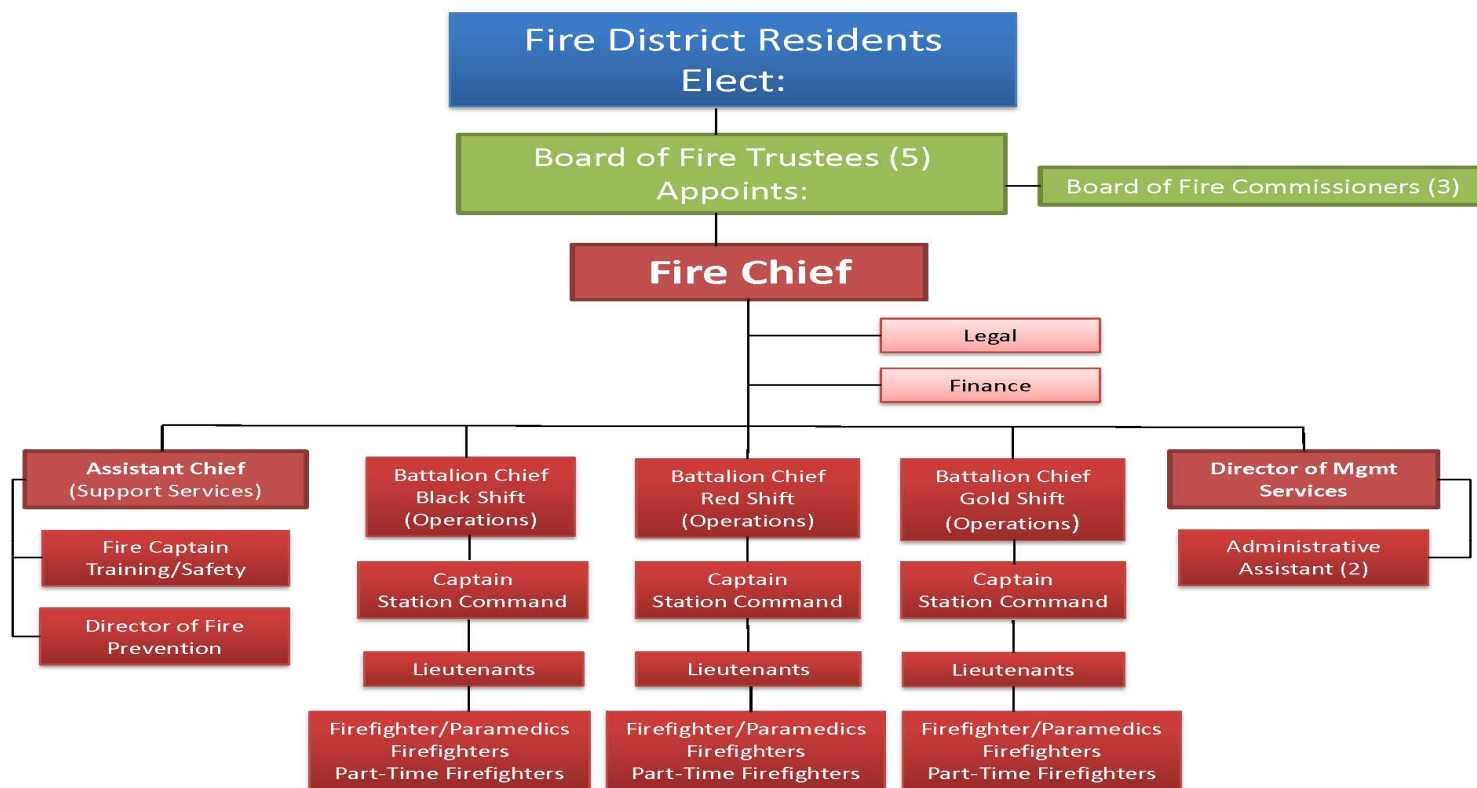 Fire District Residents
Elect:
Board of Fire Trustees (5)
Appoints:
Board of Fire Commissioners (3)
Fire Chief
Legal
Finance
Assistant Chief
(Support Services)
Fire Captain
Training/Safety
Director of Fire
Prevention
Battalion Chief
Black Shift
(Operations)
Captain
Station Command
Lieutenants
Firefighter/Paramedics
Firefighters
Part-Time Firefighters
Battalion Chief
Red Shift
(Operations)
Captain
Station Command
Lieutenants
Firefighter/Paramedics
Firefighters
Part-Time Firefighters
Battalion Chief
Gold Shift
(Operations)
Captain
Station Command
Lieutenants
Firefighter/Paramedics
Firefighters
Part-Time Firefighters
Director of Mgmt
Services
Administrative
Assistant (2)